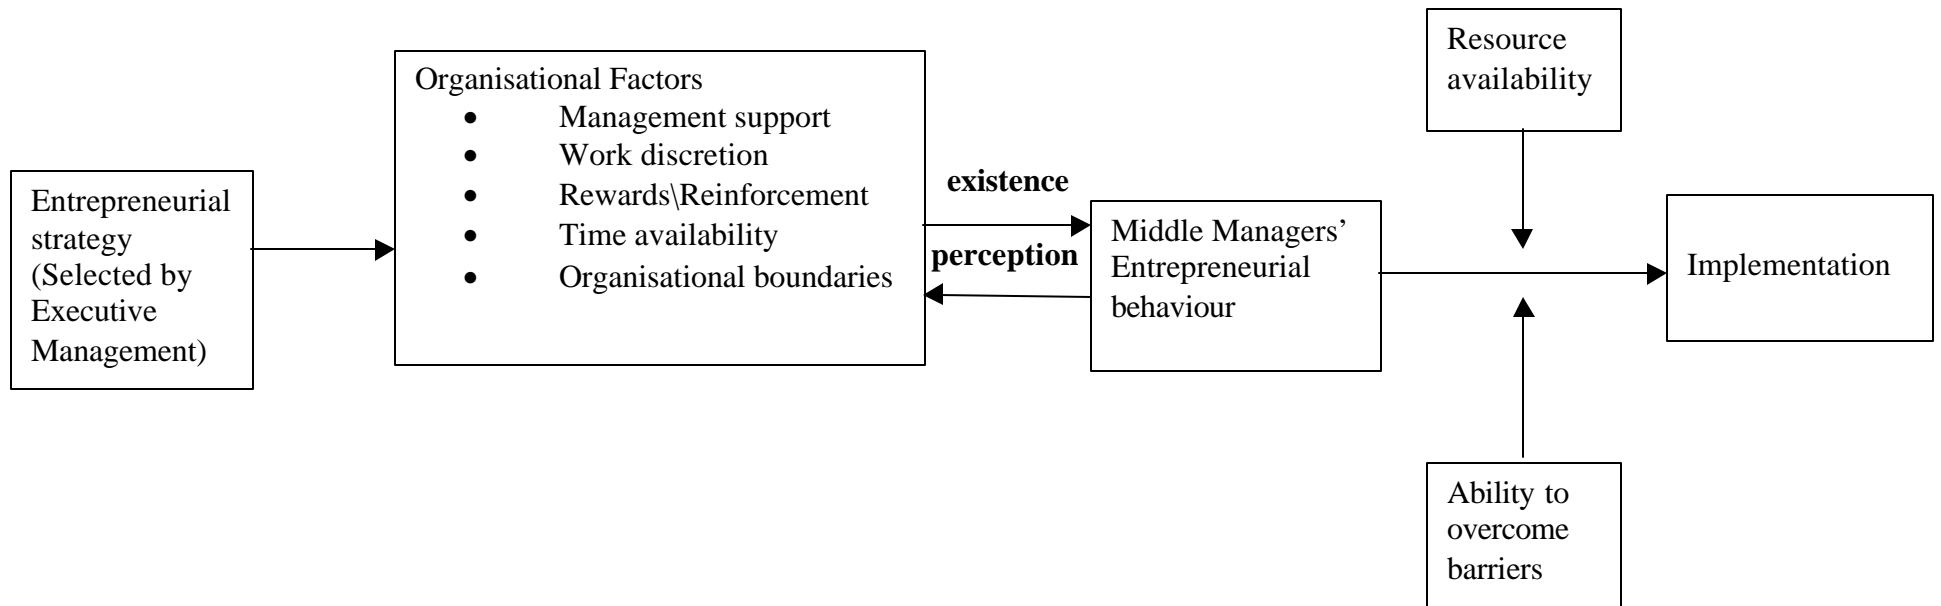 Entrepreneurial
strategy
(Selected by
Executive
Management)
Organisational Factors
• Management support
• Work discretion
• Rewards\Reinforcement
• Time availability
• Organisational boundaries
existence
perception
Middle Managers’
Entrepreneurial
behaviour
Resource
availability
Ability to
overcome
barriers
Implementation